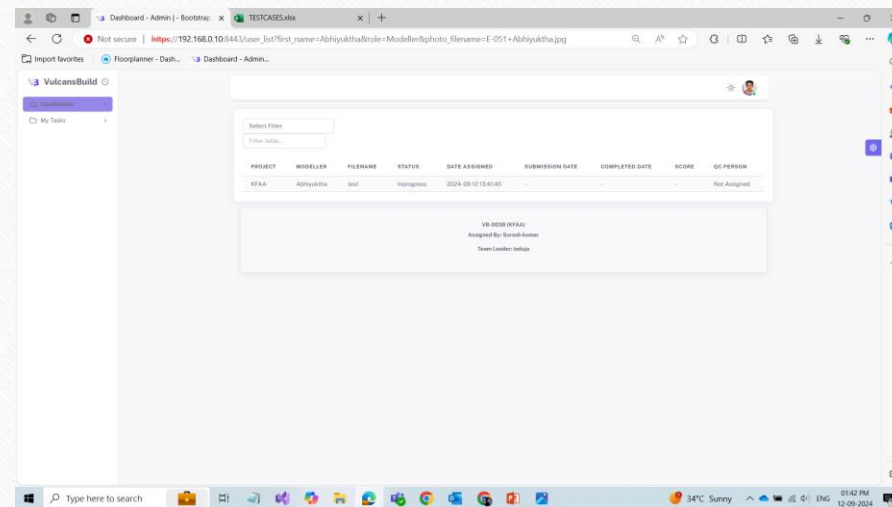 Dashboard - Admin | - Bootstrap
TESTCASES.xlsx
Not secure | https://192.168.0.10:8443/user_list?first_name=Abhiyuktha&role=Modeller&photo_filename=E-051+Abhiyuktha.jpg
Import favorites Floorplanner - Dash... Dashboard - Admin...
VulcansBuild
Dashboards
My Tasks
Select Filter
Filter table...
PROJECT MODELLER FILENAME STATUS DATE ASSIGNED SUBMISSION DATE COMPLETED DATE SCORE QC PERSON
KFAA Abhiyuktha test Inprogress 2024-09-12 13:41:40 - - - Not Assigned
VB-0039 (KFAA)
Assigned By: Suresh kumar
Team Leader: Induja
Type here to search
34°C Sunny
ENG
01:42 PM
12-09-2024